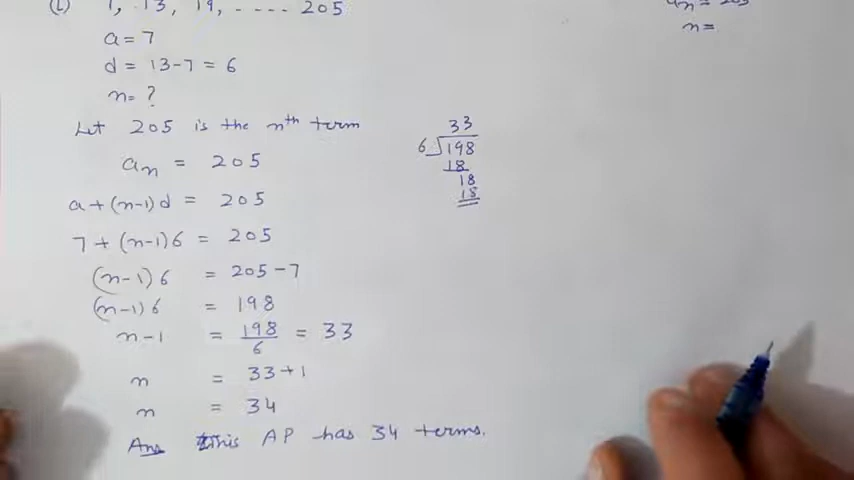 (i) 7, 13, 19, ..... 205
an = 205
n =
a = 7
d = 13-7 = 6
n = ?
Let 205 is the nth term
an = 205
a+(n-1)d = 205
7+(n-1)6 = 205
(n-1)6 = 205-7
(n-1)6 = 198
n-1 = 198/6 = 33
n = 33+1
n = 34
Ans This AP has 34 terms.
33
6 198
18
18
18